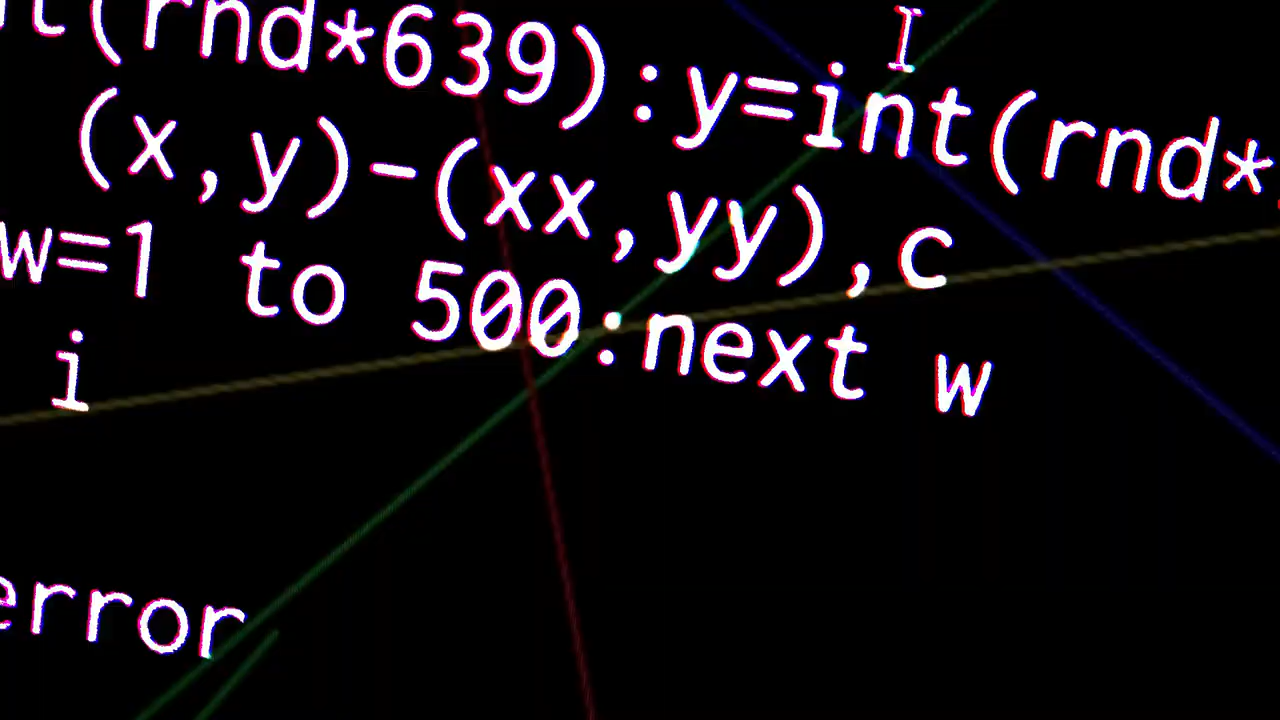 t(rnd*639):y=int(rnd*
(x,y)-(xx,yy),c
w=1 to 500:next w
i
error